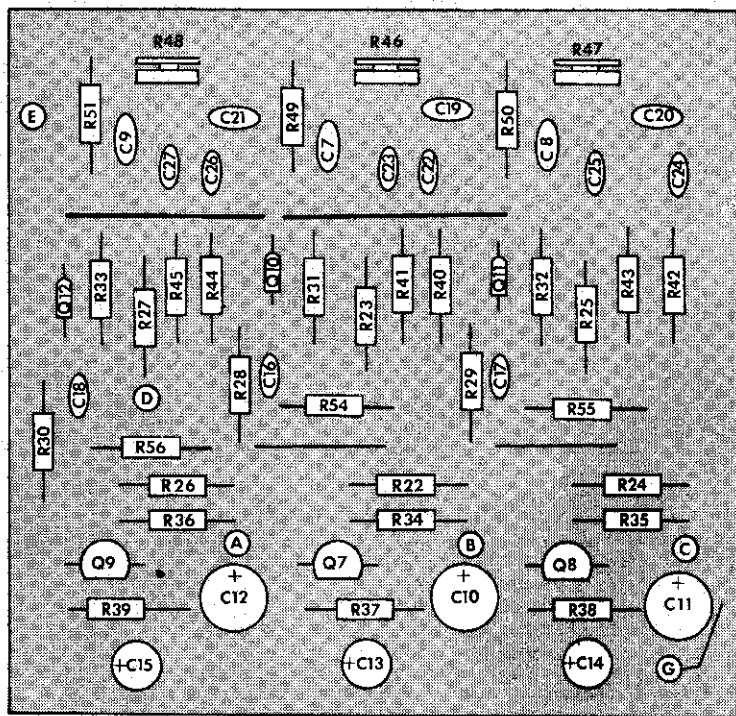 R48 R46 R47
E R51 C9 C21 R49 C7 C19 R50 C8 C20
C27 C26 C23 C22 C25 C24
Q12 R33 R27 R45 R44 Q10 R31 R23 R41 R40 Q11 R32 R25 R43 R42
R30 C18 D R28 C16 R54 R29 C17 R55
R56
R26 R22 R24
R36 R34 R35
A B C
Q9 Q7 Q8
+ + +
C12 C10 C11
R39 R37 R38
+C15 +C13 +C14 G